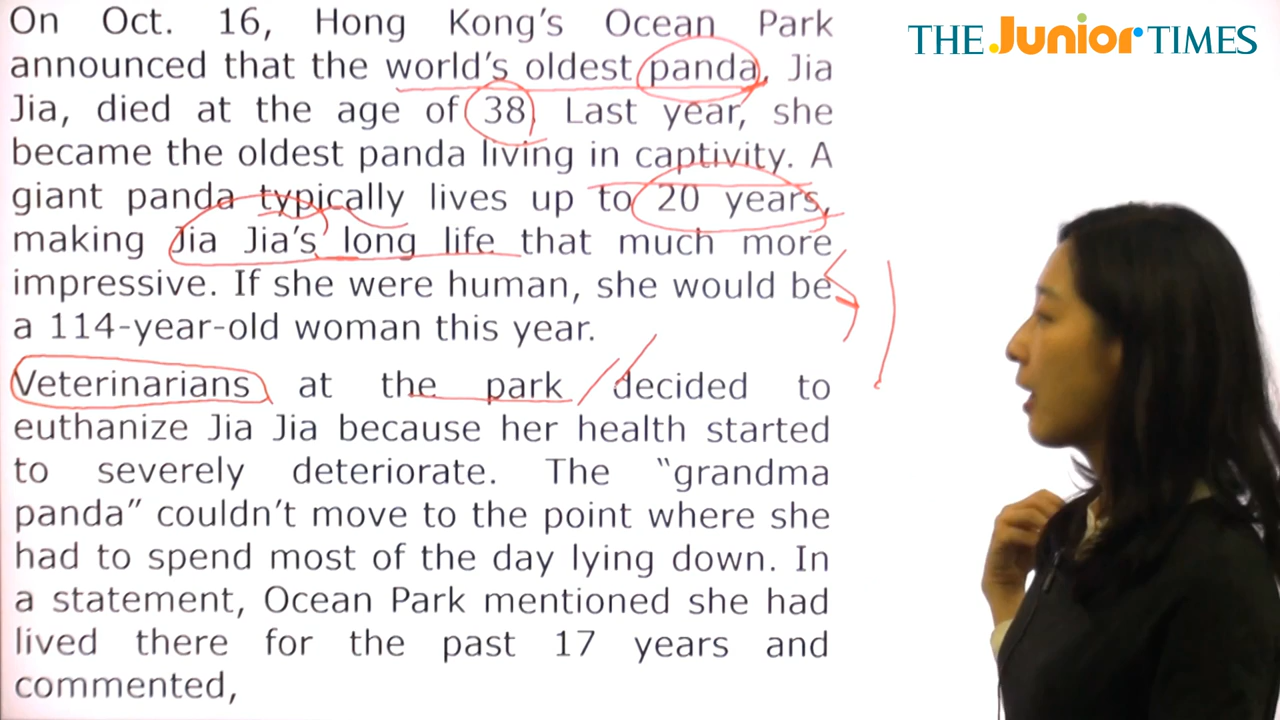 THE Junior TIMES
On Oct. 16, Hong Kong's Ocean Park
announced that the world's oldest panda, Jia
Jia, died at the age of 38. Last year, she
became the oldest panda living in captivity. A
giant panda typically lives up to 20 years,
making Jia Jia's long life that much more
impressive. If she were human, she would be
a 114-year-old woman this year.
Veterinarians at the park decided to
euthanize Jia Jia because her health started
to severely deteriorate. The "grandma
panda" couldn't move to the point where she
had to spend most of the day lying down. In
a statement, Ocean Park mentioned she had
lived there for the past 17 years and
commented,